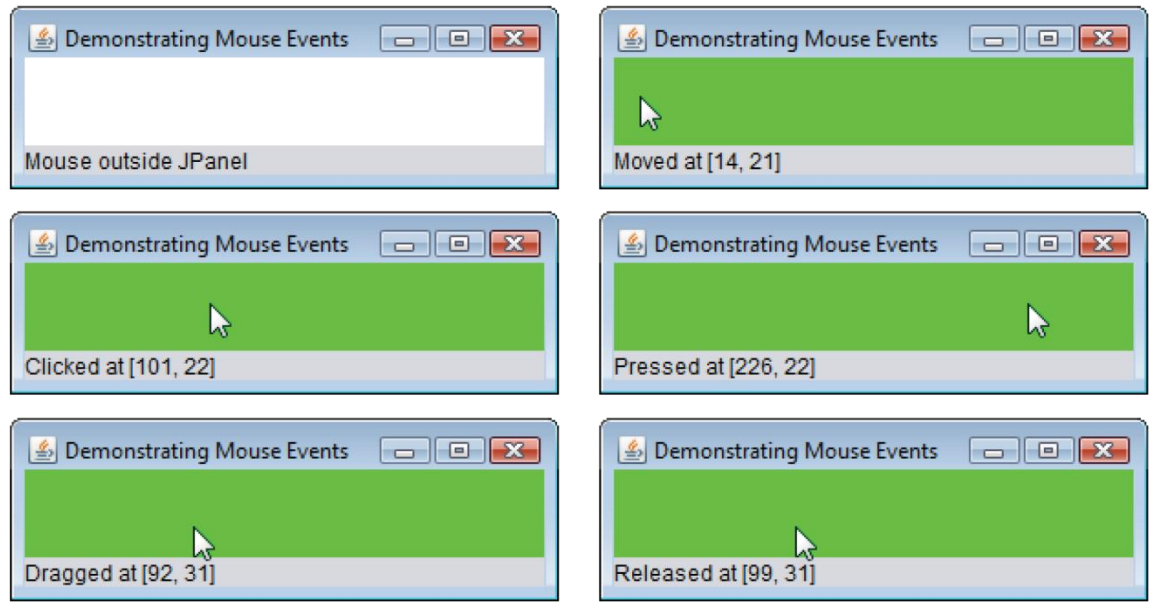 Demonstrating Mouse Events
Mouse outside JPanel
Demonstrating Mouse Events
Moved at [14, 21]
Demonstrating Mouse Events
Clicked at [101, 22]
Demonstrating Mouse Events
Pressed at [226, 22]
Demonstrating Mouse Events
Dragged at [92, 31]
Demonstrating Mouse Events
Released at [99, 31]